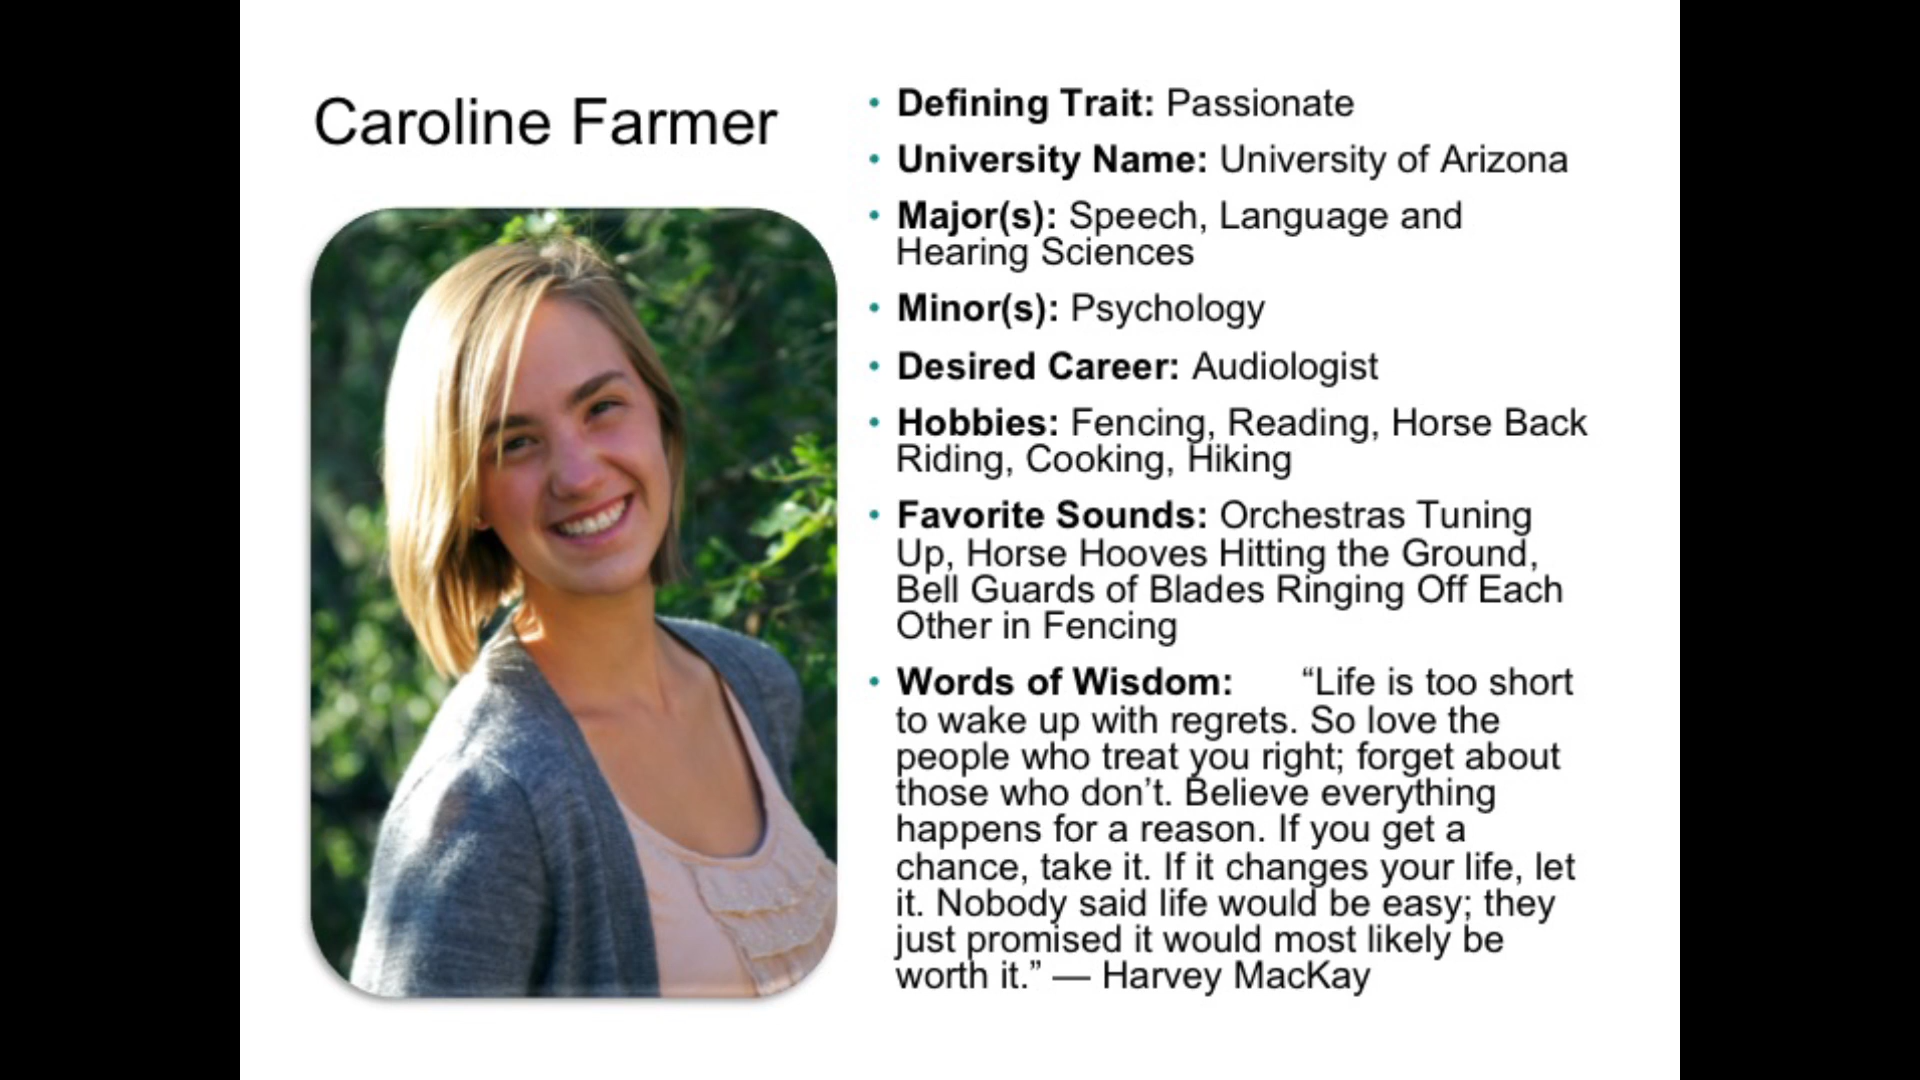 Caroline Farmer
• Defining Trait: Passionate
• University Name: University of Arizona
• Major(s): Speech, Language and
Hearing Sciences
• Minor(s): Psychology
• Desired Career: Audiologist
• Hobbies: Fencing, Reading, Horse Back
Riding, Cooking, Hiking
• Favorite Sounds: Orchestras Tuning
Up, Horse Hooves Hitting the Ground,
Bell Guards of Blades Ringing Off Each
Other in Fencing
• Words of Wisdom: “Life is too short
to wake up with regrets. So love the
people who treat you right; forget about
those who don’t. Believe everything
happens for a reason. If you get a
chance, take it. If it changes your life, let
it. Nobody said life would be easy; they
just promised it would most likely be
worth it.” — Harvey MacKay